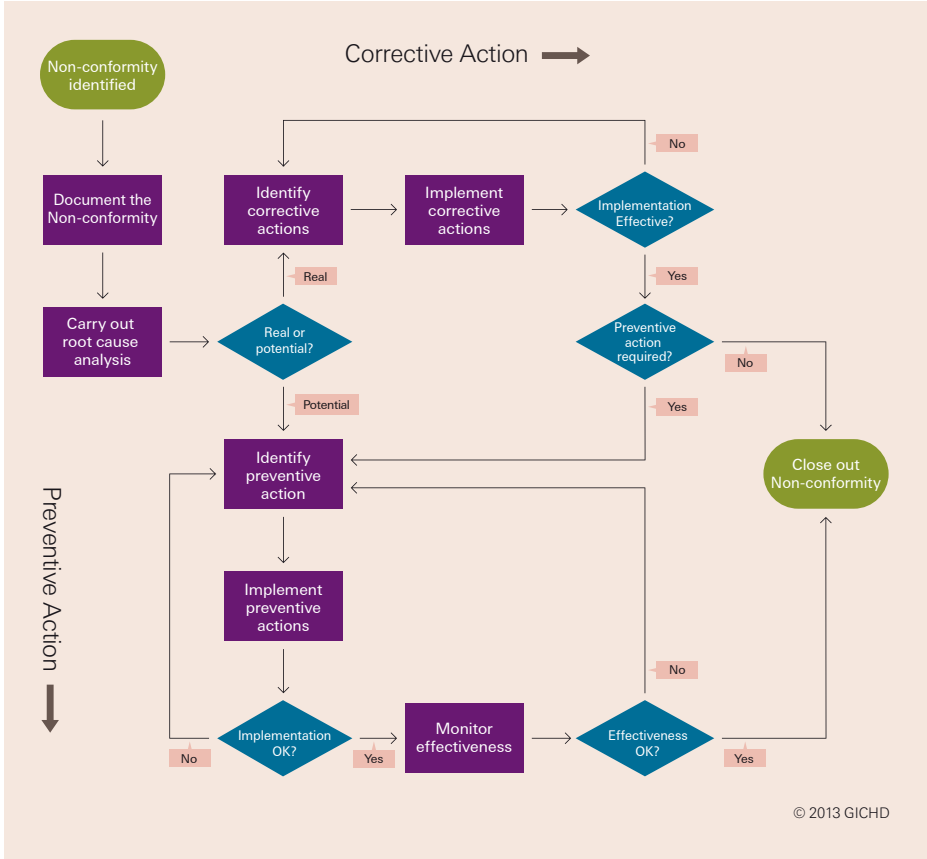 Corrective Action
Non-conformity
identified
No
Document the
Non-conformity
Identify
corrective
actions
Implement
corrective
actions
Implementation
Effective?
Real
Yes
Carry out
root cause
analysis
Real or
potential?
Preventive
action
required?
No
Potential
Yes
Identify
preventive
action
Close out
Non-conformity
Preventive Action
Implement
preventive
actions
No
Implementation
OK?
No
Yes
Monitor
effectiveness
Effectiveness
OK?
Yes
© 2013 GICHD